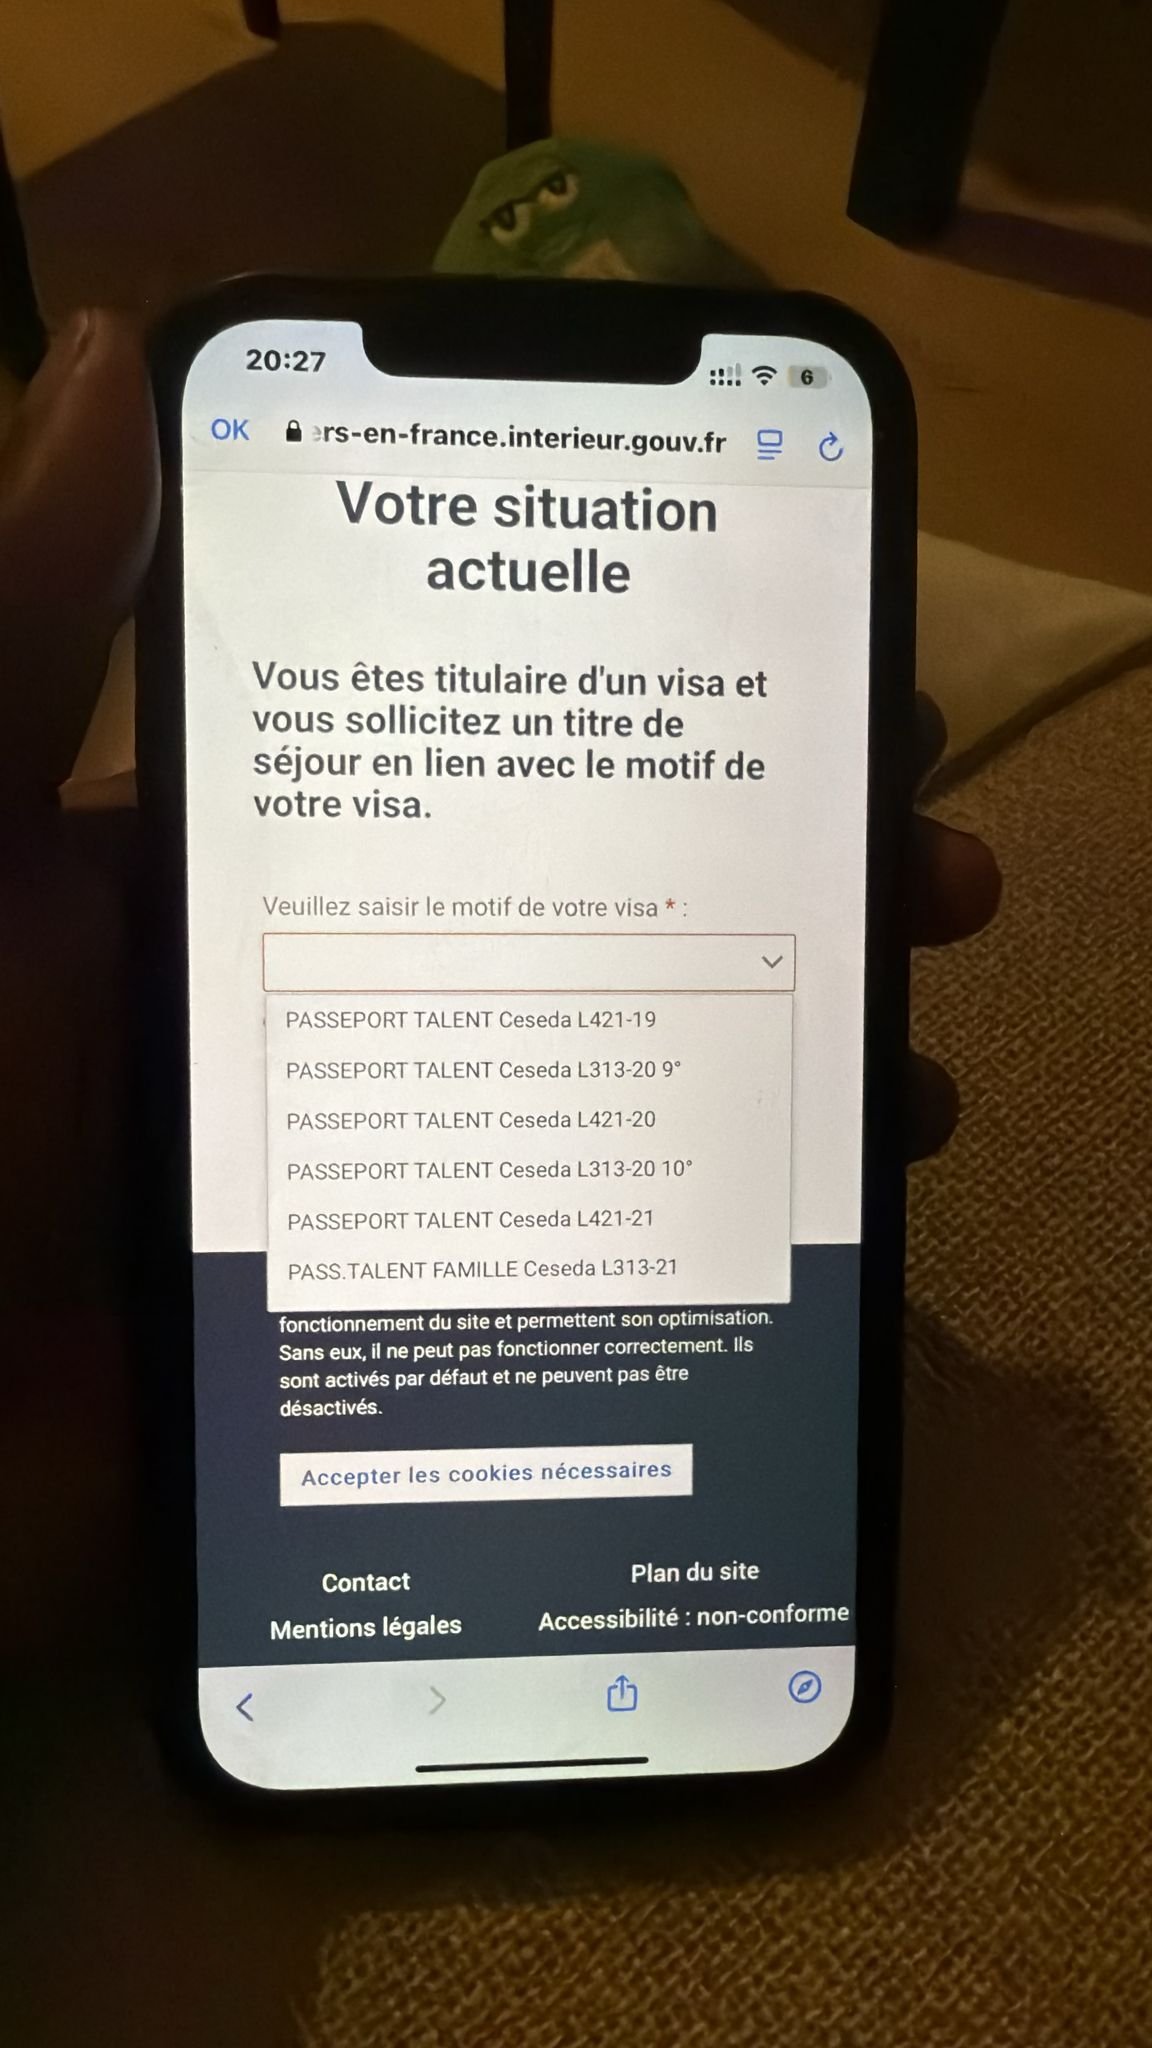 20:27
6
OK
rs-en-france.interieur.gouv.fr
Votre situation
actuelle
Vous êtes titulaire d'un visa et
vous sollicitez un titre de
séjour en lien avec le motif de
votre visa.
Veuillez saisir le motif de votre visa * :
PASSEPORT TALENT Ceseda L421-19
PASSEPORT TALENT Ceseda L313-20 9°
PASSEPORT TALENT Ceseda L421-20
PASSEPORT TALENT Ceseda L313-20 10°
PASSEPORT TALENT Ceseda L421-21
PASS.TALENT FAMILLE Ceseda L313-21
fonctionnement du site et permettent son optimisation.
Sans eux, il ne peut pas fonctionner correctement. Ils
sont activés par défaut et ne peuvent pas être
désactivés.
Accepter les cookies nécessaires
Contact
Plan du site
Mentions légales
Accessibilité : non-conforme